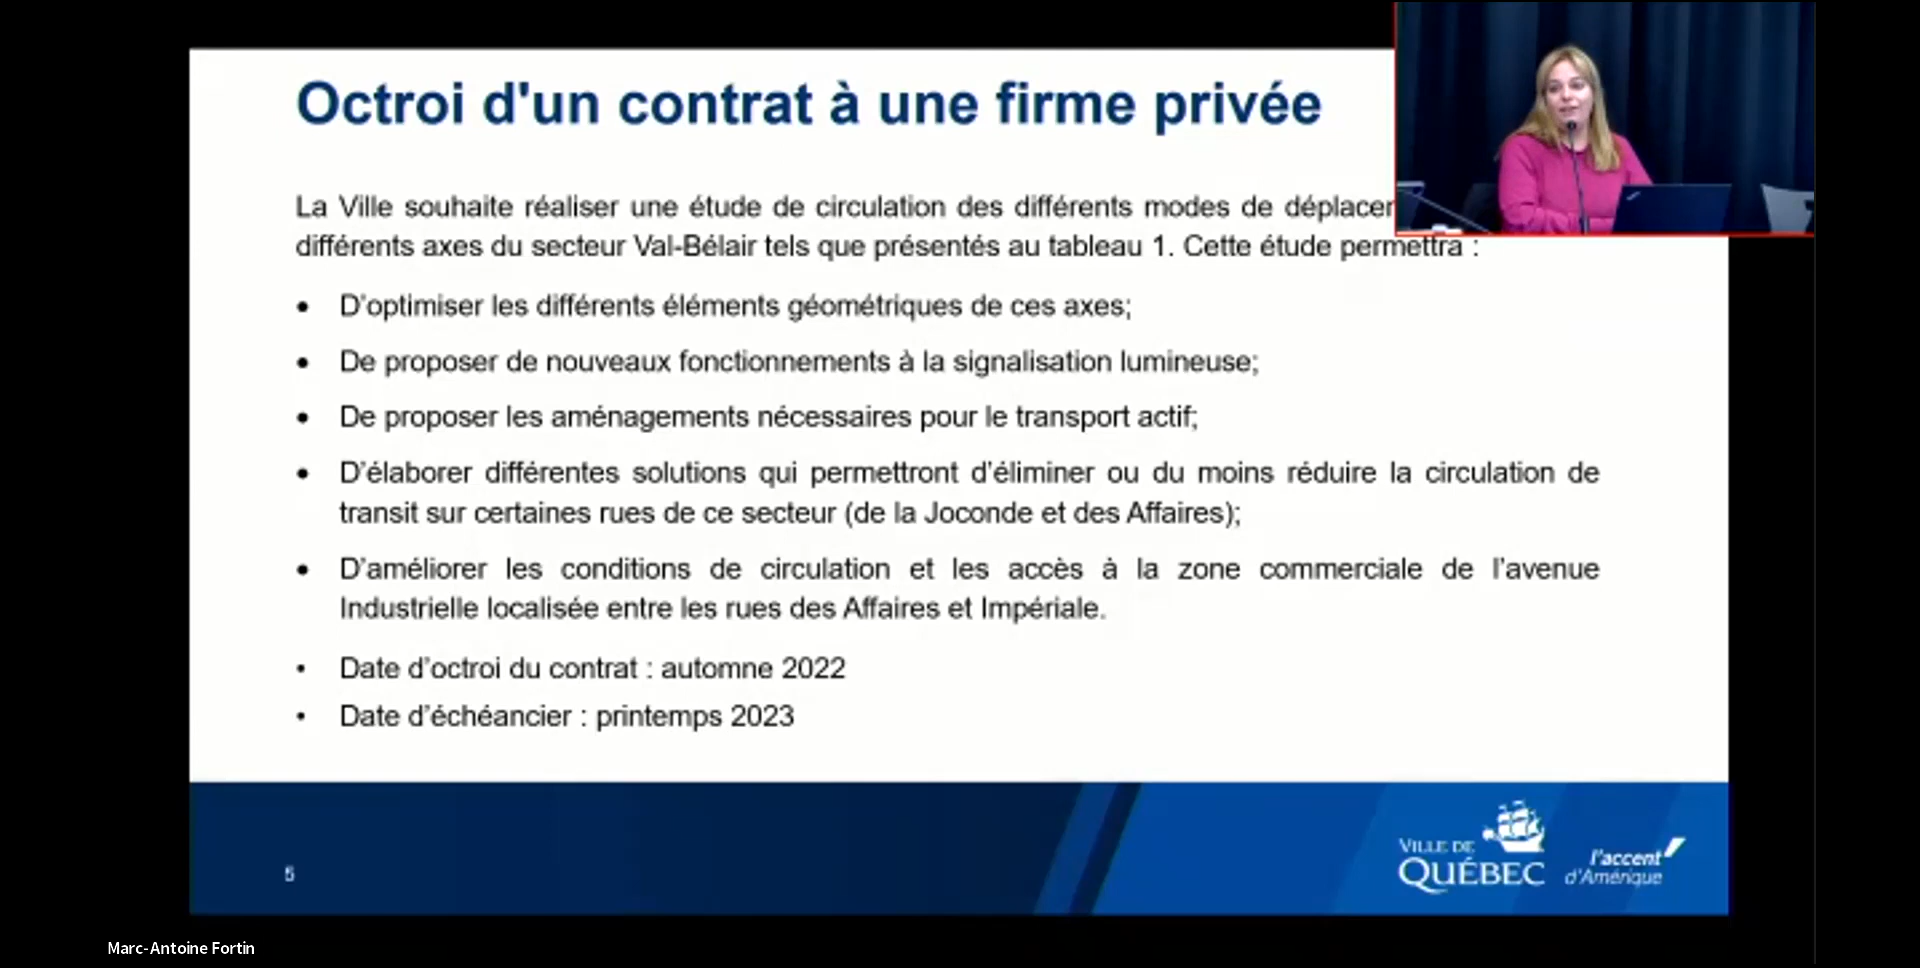 Octroi d'un contrat à une firme privée
La Ville souhaite réaliser une étude de circulation des différents modes de
différents axes du secteur Val-Bélair tels que présentés au tableau 1. Cette étude permettra :
• D'optimiser les différents éléments géométriques de ces axes;
• De proposer de nouveaux fonctionnements à la signalisation lumineuse;
• De proposer les aménagements nécessaires pour le transport actif;
• D'élaborer différentes solutions qui permettront d'éliminer ou du moins réduire la circulation de
transit sur certaines rues de ce secteur (de la Joconde et des Affaires);
• D'améliorer les conditions de circulation et les accès à la zone commerciale de l'avenue
Industrielle localisée entre les rues des Affaires et Impériale.
• Date d'octroi du contrat : automne 2022
• Date d'échéancier : printemps 2023
5
VILLE DE
QUÉBEC
l'accent
d'Amérique
Marc-Antoine Fortin